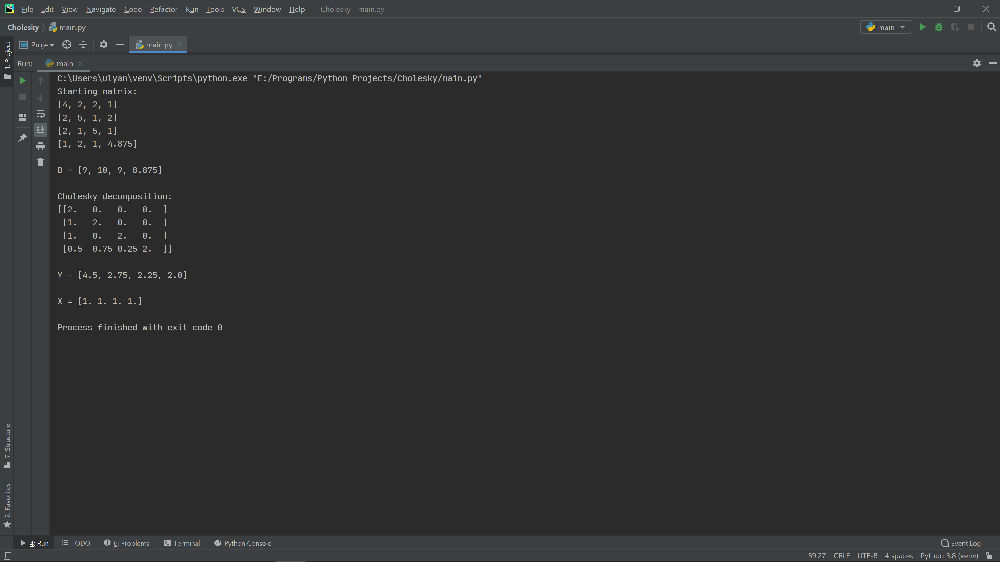 File Edit View Navigate Code Refactor Run Tools VCS Window Help Cholesky - main.py
Cholesky main.py main
1: Project Proje... main.py
Run: main
C:\Users\ulyan\venv\Scripts\python.exe "E:/Programs/Python Projects/Cholesky/main.py"
Starting matrix:
[4, 2, 2, 1]
[2, 5, 1, 2]
[2, 1, 5, 1]
[1, 2, 1, 4.875]
B = [9, 10, 9, 8.875]
Cholesky decomposition:
[[2.   0.   0.   0.  ]
 [1.   2.   0.   0.  ]
 [1.   0.   2.   0.  ]
 [0.5  0.75 0.25 2.  ]]
Y = [4.5, 2.75, 2.25, 2.0]
X = [1. 1. 1. 1.]
Process finished with exit code 0
7: Structure
2: Favorites
4: Run TODO 6: Problems Terminal Python Console Event Log
59:27 CRLF UTF-8 4 spaces Python 3.8 (venv)